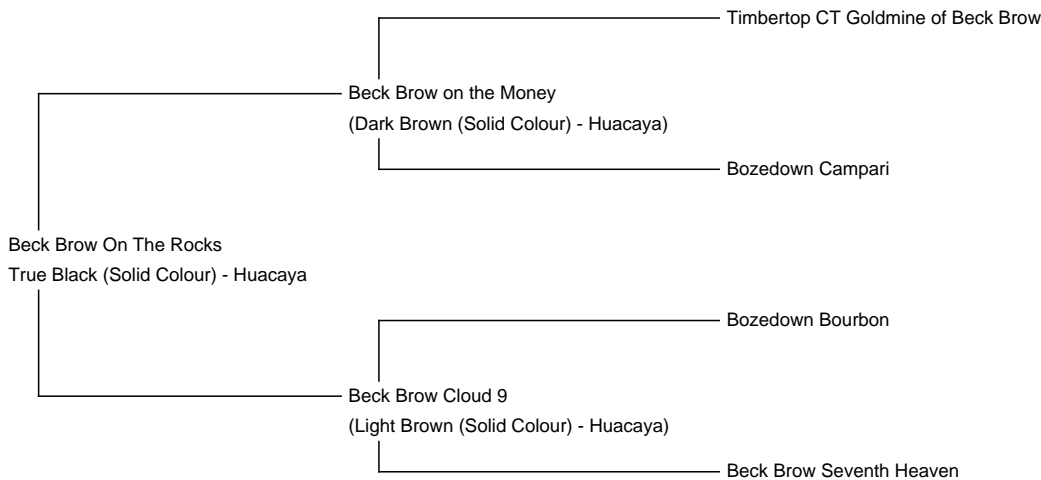 Timbertop CT Goldmine of Beck Brow
Beck Brow on the Money
(Dark Brown (Solid Colour) - Huacaya)
Bozedown Campari
Beck Brow On The Rocks
True Black (Solid Colour) - Huacaya
Bozedown Bourbon
Beck Brow Cloud 9
(Light Brown (Solid Colour) - Huacaya)
Beck Brow Seventh Heaven